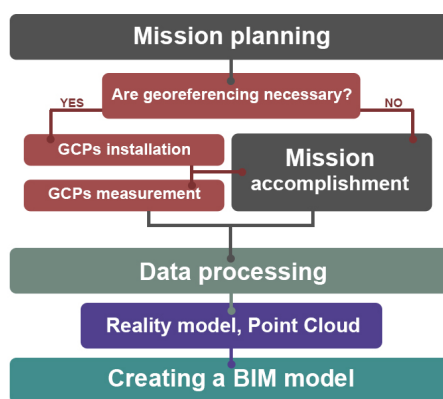 Mission planning
Are georeferencing necessary?
YES
NO
GCPs installation
GCPs measurement
Mission
accomplishment
Data processing
Reality model, Point Cloud
Creating a BIM model